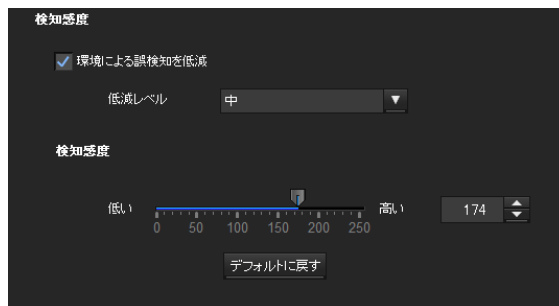 検知感度
環境による誤検知を低減
低減レベル 中
検知感度
低い 高い 174
0 50 100 150 200 250
デフォルトに戻す